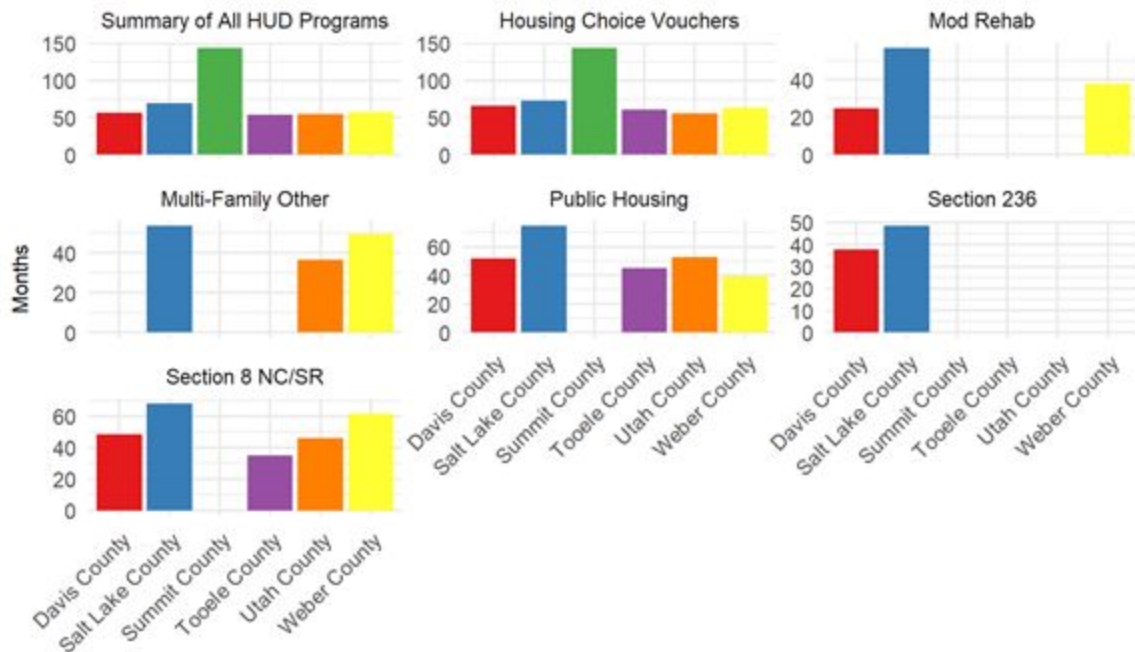 Summary of All HUD Programs
150
100
50
0
Housing Choice Vouchers
150
100
50
0
Mod Rehab
40
20
0
Months
Multi-Family Other
40
20
0
Public Housing
60
40
20
0
Davis County
Salt Lake County
Summit County
Tooele County
Utah County
Weber County
Section 236
50
40
30
20
10
0
Davis County
Salt Lake County
Summit County
Tooele County
Utah County
Weber County
Section 8 NC/SR
60
40
20
0
Davis County
Salt Lake County
Summit County
Tooele County
Utah County
Weber County